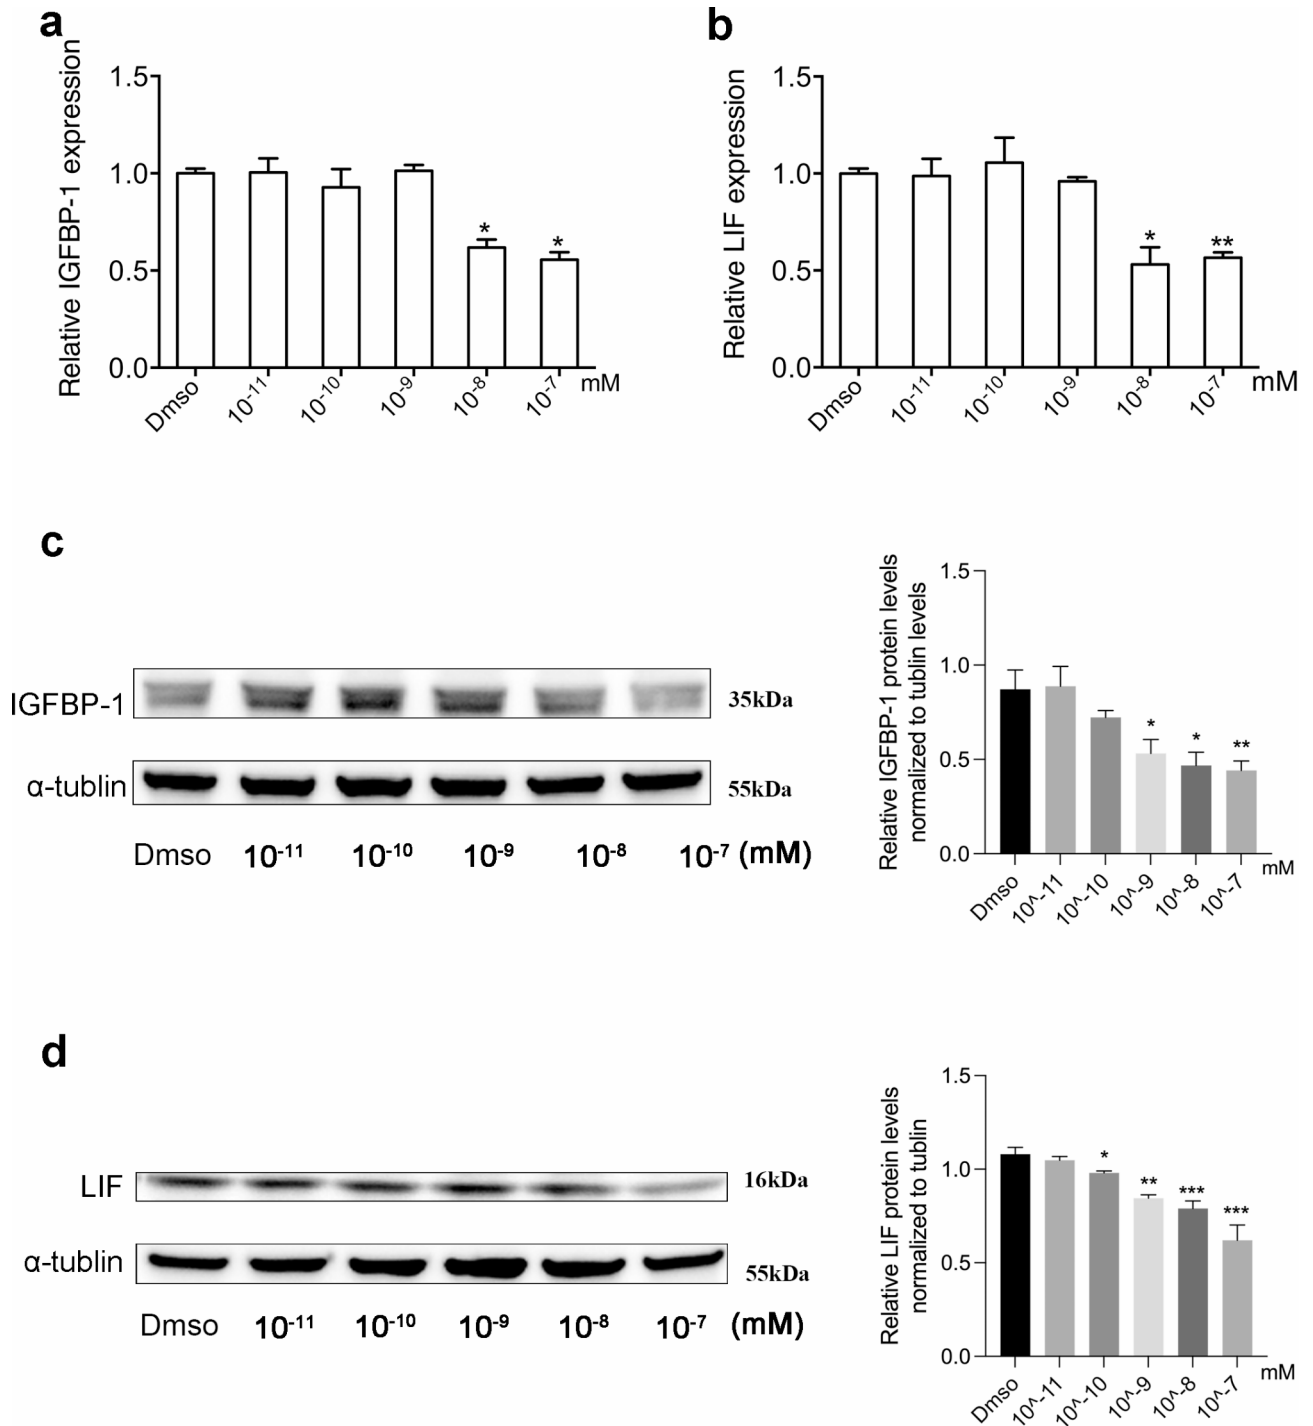 a
Relative IGFBP-1 expression
1.5
1.0
0.5
0.0
*
*
Dmso
10⁻¹¹
10⁻¹⁰
10⁻⁹
10⁻⁸
10⁻⁷
mM
b
Relative LIF expression
1.5
1.0
0.5
0.0
*
**
Dmso
10⁻¹¹
10⁻¹⁰
10⁻⁹
10⁻⁸
10⁻⁷
mM
c
IGFBP-1
35kDa
α-tublin
55kDa
Dmso 10⁻¹¹ 10⁻¹⁰ 10⁻⁹ 10⁻⁸ 10⁻⁷ (mM)
Relative IGFBP-1 protein levels
normalized to tublin levels
1.5
1.0
0.5
0.0
*
*
**
Dmso
10^-11
10^-10
10^-9
10^-8
10^-7
mM
d
LIF
16kDa
α-tublin
55kDa
Dmso 10⁻¹¹ 10⁻¹⁰ 10⁻⁹ 10⁻⁸ 10⁻⁷ (mM)
Relative LIF protein levels
normalized to tublin
1.5
1.0
0.5
0.0
*
**
***
***
Dmso
10^-11
10^-10
10^-9
10^-8
10^-7
mM